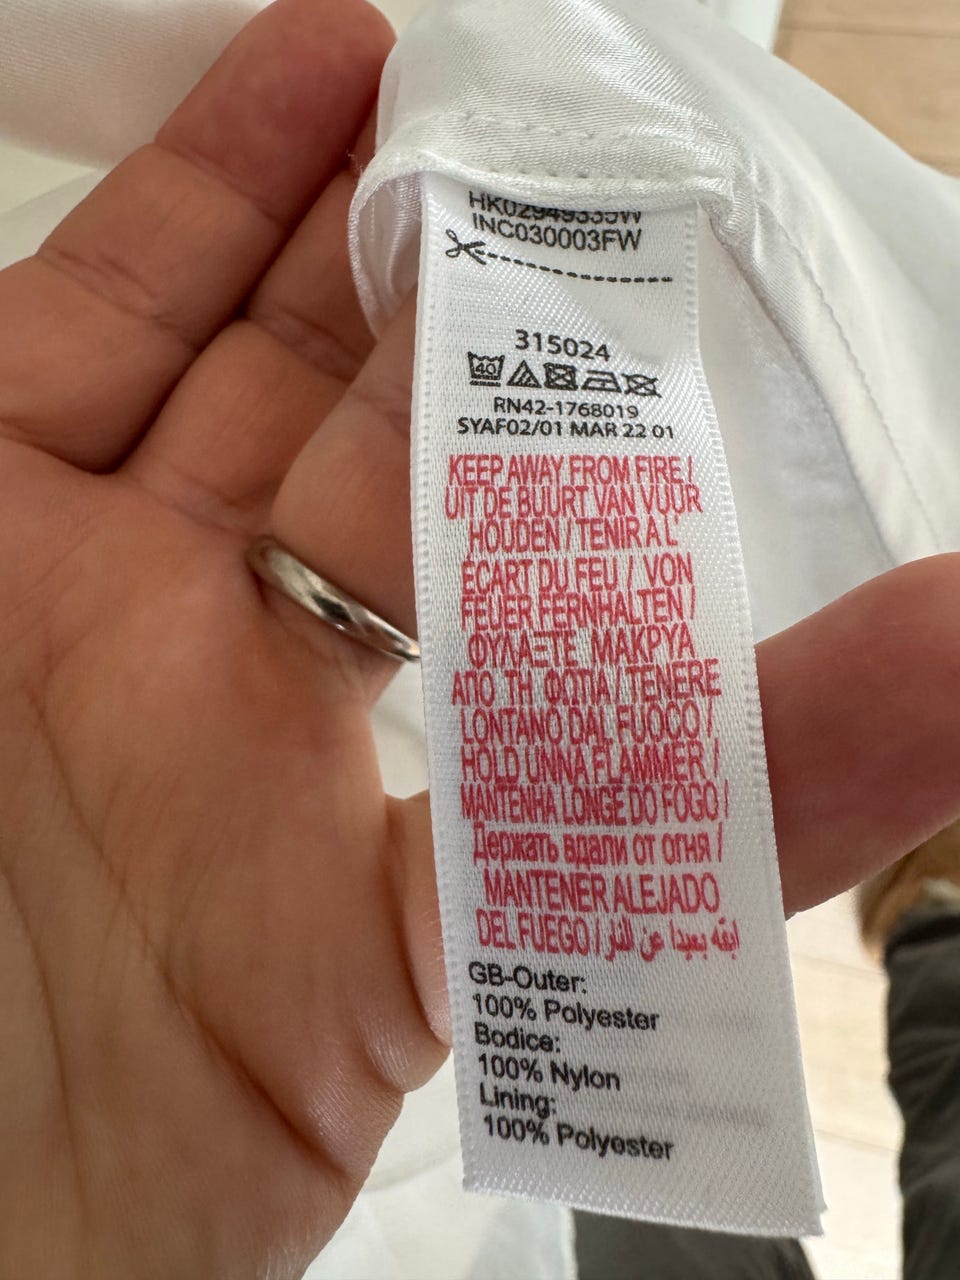 HK02949335W
INC030003FW
315024
40
RN42-1768019
SYAF02/01 MAR 22 01
KEEP AWAY FROM FIRE /
UIT DE BUURT VAN VUUR
HOUDEN / TENIR A L'
ECART DU FEU / VON
FEUER FERNHALTEN /
ΦΥΛΑΞΤΕ ΜΑΚΡΥΑ
ΑΠΟ ΤΗ ΦΩΤΙΑ / TENERE
LONTANO DAL FUOCO /
HOLD UNNA FLAMMER /
MANTENHA LONGE DO FOGO /
Держать вдали от огня /
MANTENER ALEJADO
DEL FUEGO / ابقه بعيدا عن النار
GB-Outer:
100% Polyester
Bodice:
100% Nylon
Lining:
100% Polyester